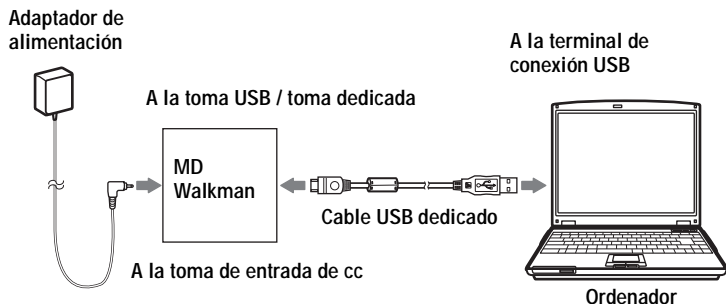 Adaptador de
alimentación
A la terminal de
conexión USB
A la toma USB / toma dedicada
MD
Walkman
Cable USB dedicado
A la toma de entrada de cc
Ordenador